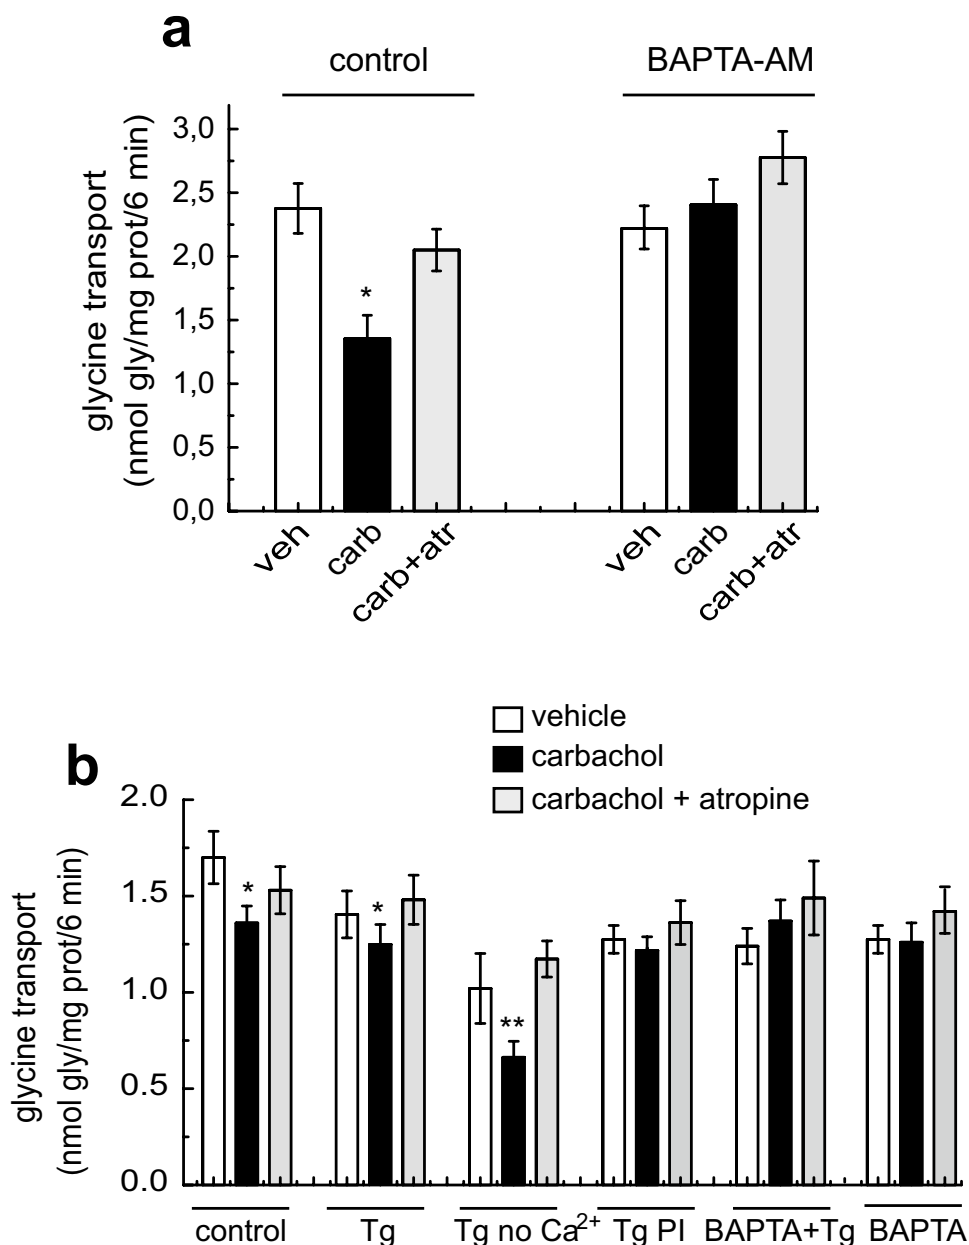 a
control BAPTA-AM
glycine transport
(nmol gly/mg prot/6 min)
3,0
2,5
2,0
1,5
1,0
0,5
0,0
*
veh carb carb+atr veh carb carb+atr
vehicle
carbachol
carbachol + atropine
b
glycine transport
(nmol gly/mg prot/6 min)
2.0
1.5
1.0
0.5
0.0
* * **
control Tg Tg no Ca²⁺ Tg PI BAPTA+Tg BAPTA